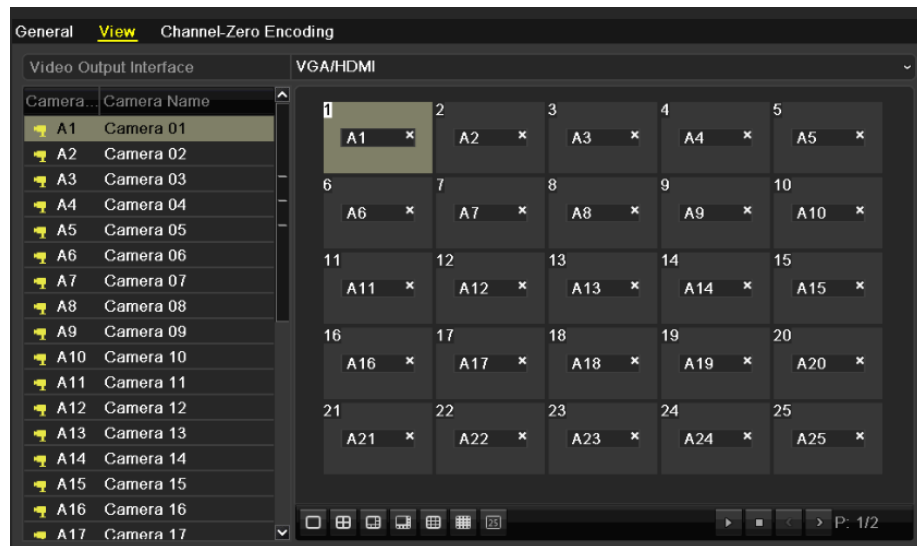 General View Channel-Zero Encoding
Video Output Interface VGA/HDMI
Camera... Camera Name
A1 Camera 01
A2 Camera 02
A3 Camera 03
A4 Camera 04
A5 Camera 05
A6 Camera 06
A7 Camera 07
A8 Camera 08
A9 Camera 09
A10 Camera 10
A11 Camera 11
A12 Camera 12
A13 Camera 13
A14 Camera 14
A15 Camera 15
A16 Camera 16
A17 Camera 17
1 2 3 4 5
A1 × A2 × A3 × A4 × A5 ×
6 7 8 9 10
A6 × A7 × A8 × A9 × A10 ×
11 12 13 14 15
A11 × A12 × A13 × A14 × A15 ×
16 17 18 19 20
A16 × A17 × A18 × A19 × A20 ×
21 22 23 24 25
A21 × A22 × A23 × A24 × A25 ×
25 P: 1/2